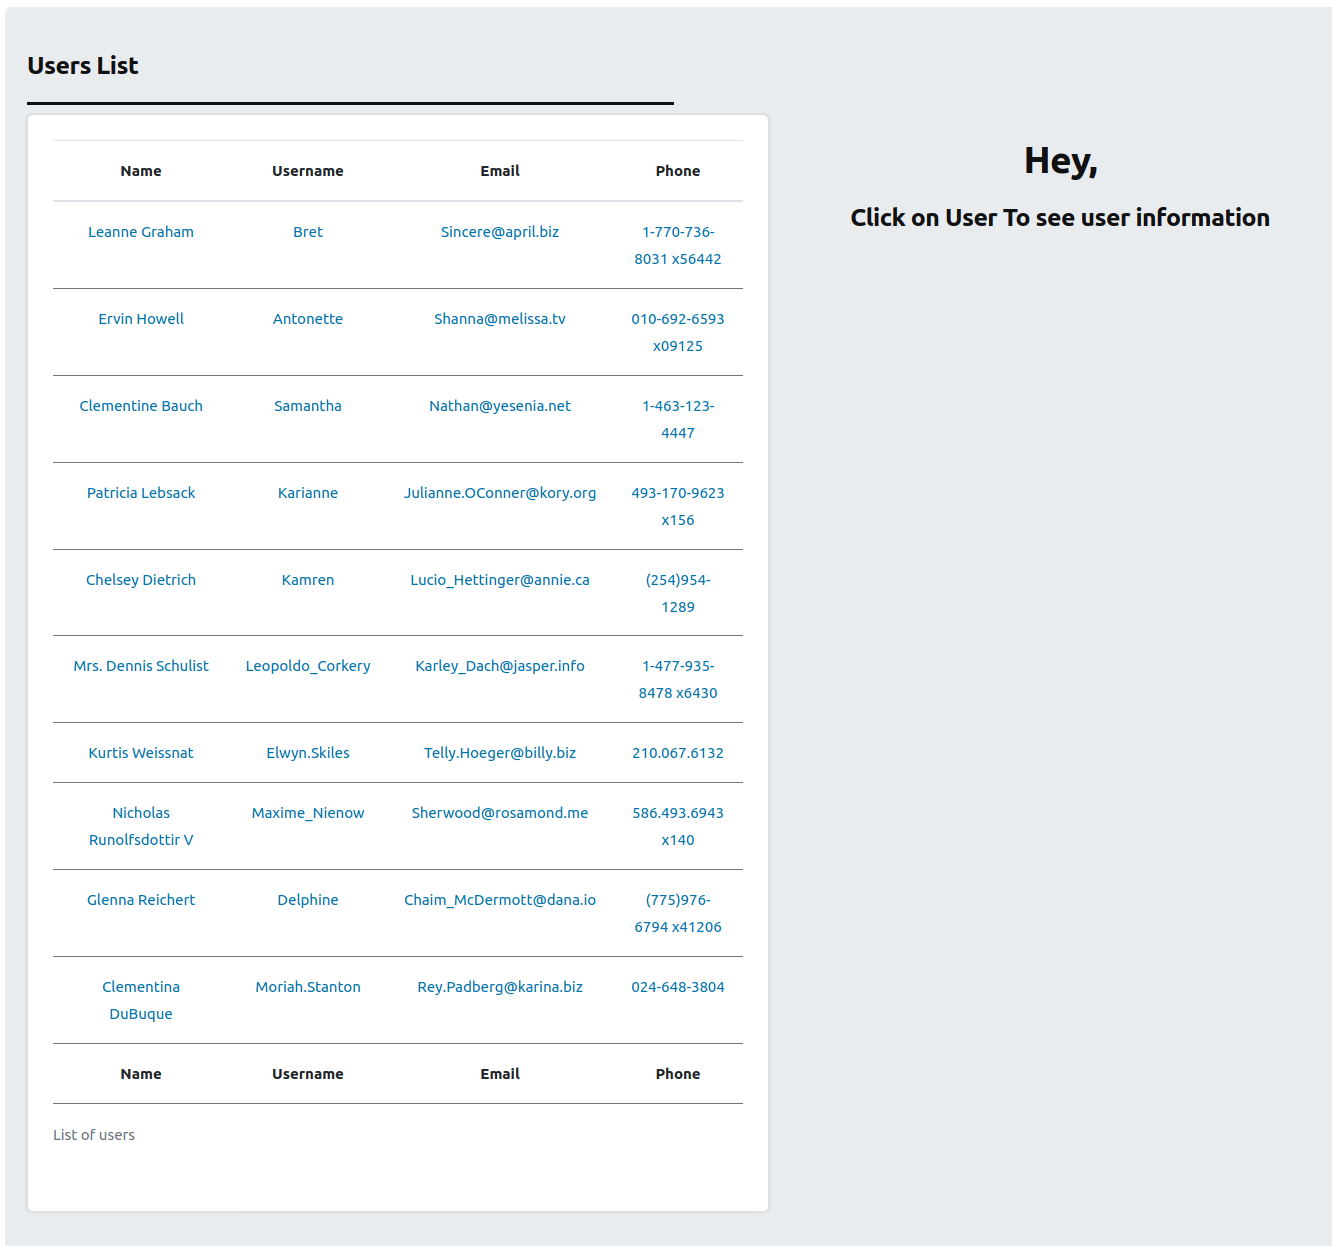 Users List
Hey,
Click on User To see user information
Name Username Email Phone
Leanne Graham Bret Sincere@april.biz 1-770-736-
8031 x56442
Ervin Howell Antonette Shanna@melissa.tv 010-692-6593
x09125
Clementine Bauch Samantha Nathan@yesenia.net 1-463-123-
4447
Patricia Lebsack Karianne Julianne.OConner@kory.org 493-170-9623
x156
Chelsey Dietrich Kamren Lucio_Hettinger@annie.ca (254)954-
1289
Mrs. Dennis Schulist Leopoldo_Corkery Karley_Dach@jasper.info 1-477-935-
8478 x6430
Kurtis Weissnat Elwyn.Skiles Telly.Hoeger@billy.biz 210.067.6132
Nicholas Maxime_Nienow Sherwood@rosamond.me 586.493.6943
Runolfsdottir V x140
Glenna Reichert Delphine Chaim_McDermott@dana.io (775)976-
6794 x41206
Clementina Moriah.Stanton Rey.Padberg@karina.biz 024-648-3804
DuBuque
Name Username Email Phone
List of users